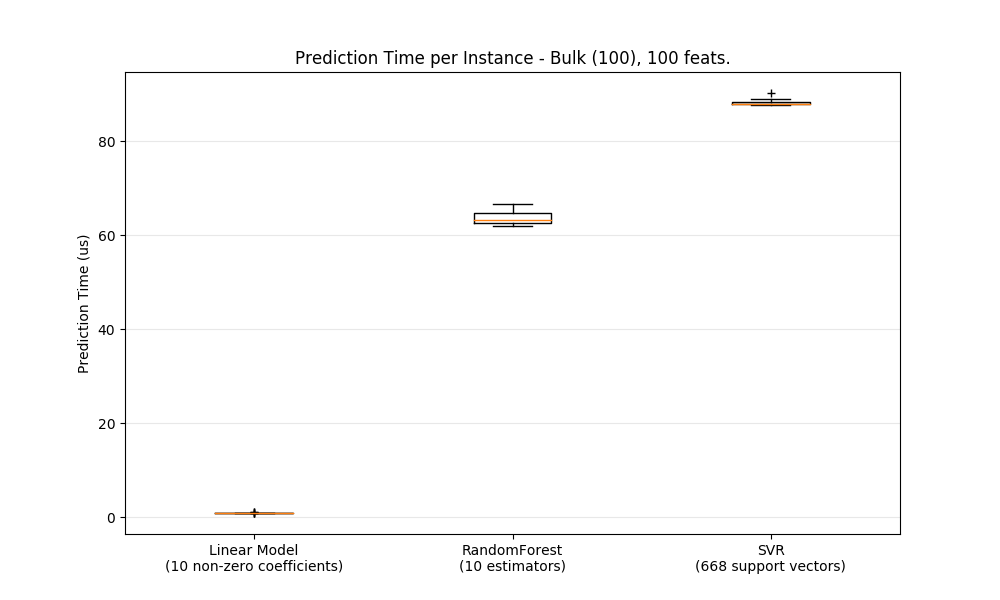 Prediction Time per Instance - Bulk (100), 100 feats.
Prediction Time (us)
80
60
40
20
0
Linear Model
(10 non-zero coefficients)
RandomForest
(10 estimators)
SVR
(668 support vectors)